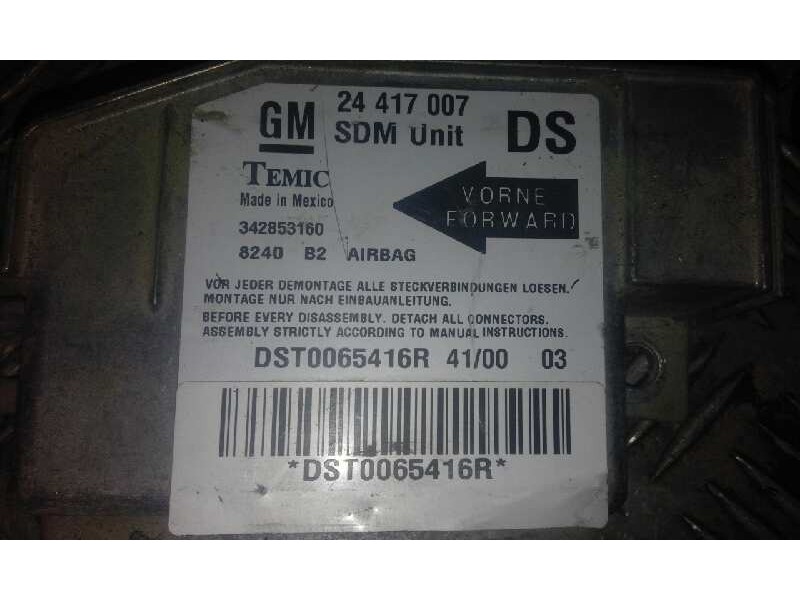 GM 24 417 007 DS
SDM Unit
TEMIC
Made in Mexico
VORNE
FORWARD
342853160
8240 B2 AIRBAG
VOR JEDER DEMONTAGE ALLE STECKVERBINDUNGEN LOESEN.
MONTAGE NUR NACH EINBAUANLEITUNG.
BEFORE EVERY DISASSEMBLY. DETACH ALL CONNECTORS.
ASSEMBLY STRICTLY ACCORDING TO MANUAL INSTRUCTIONS.
DST0065416R 41/00 03
*DST0065416R*